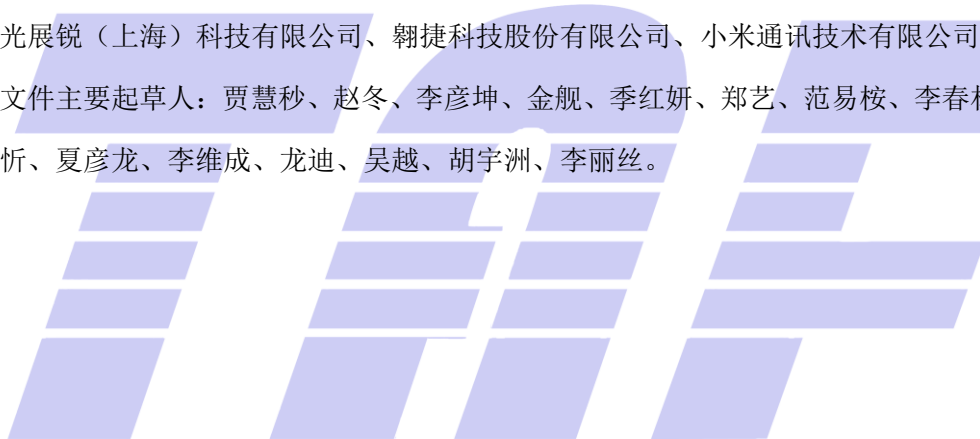 光展锐（上海）科技有限公司、翱捷科技股份有限公司、小米通讯技术有限公司
文件主要起草人：贾慧秒、赵冬、李彦坤、金舰、季红妍、郑艺、范易桉、李春
忻、夏彦龙、李维成、龙迪、吴越、胡宇洲、李丽丝。